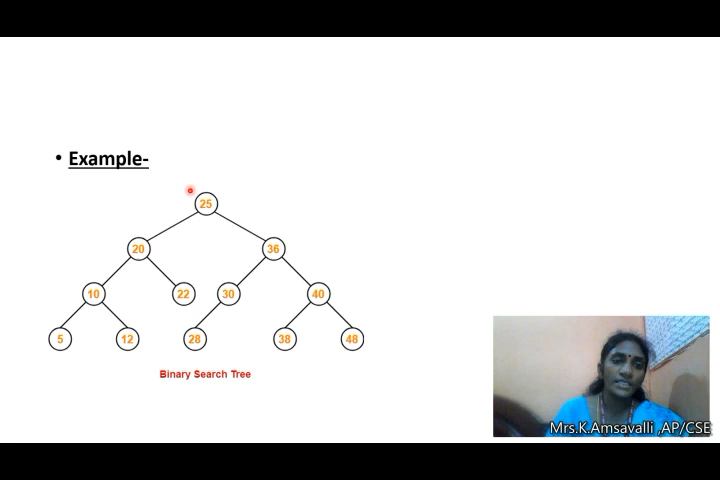 • Example-
25
20 36
10 22 30 40
5 12 28 38 48
Binary Search Tree
Mrs.K.Amsavalli ,AP/CSE